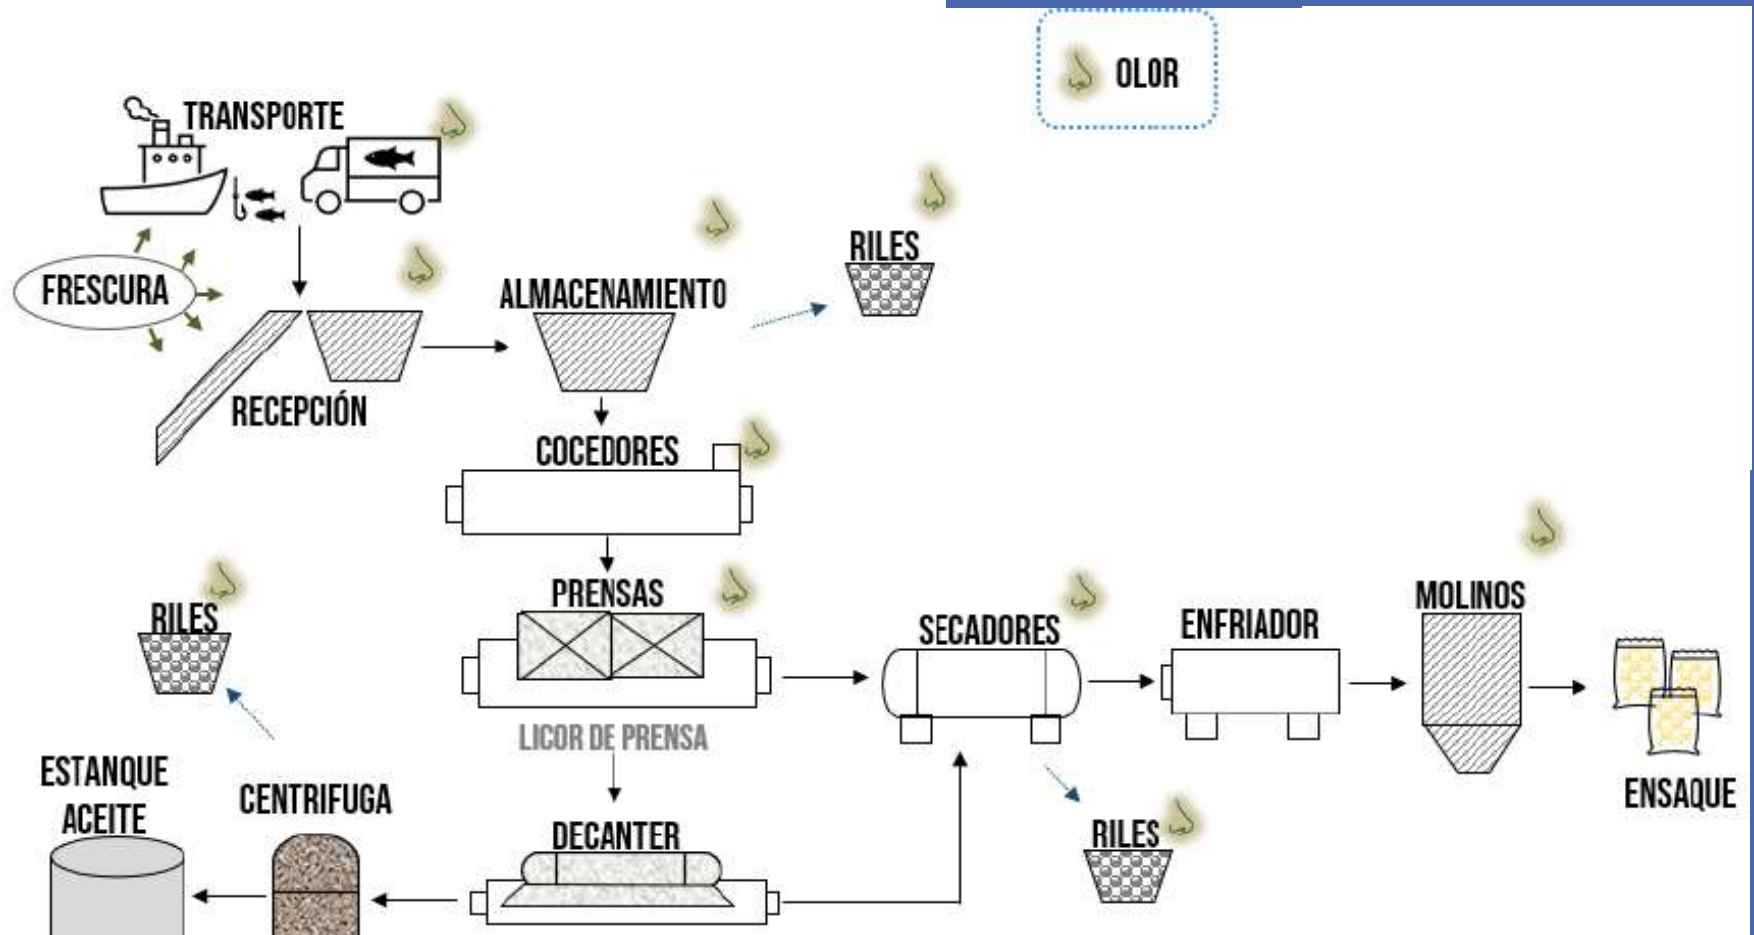 OLOR
TRANSPORTE
RILES
FRESCURA
ALMACENAMIENTO
RECEPCIÓN
COCEDORES
PRENSAS
MOLINOS
RILES
SECADORES
ENFRIADOR
LICOR DE PRENSA
ESTANQUE
ACEITE
CENTRIFUGA
ENSAQUE
DECANTER
RILES